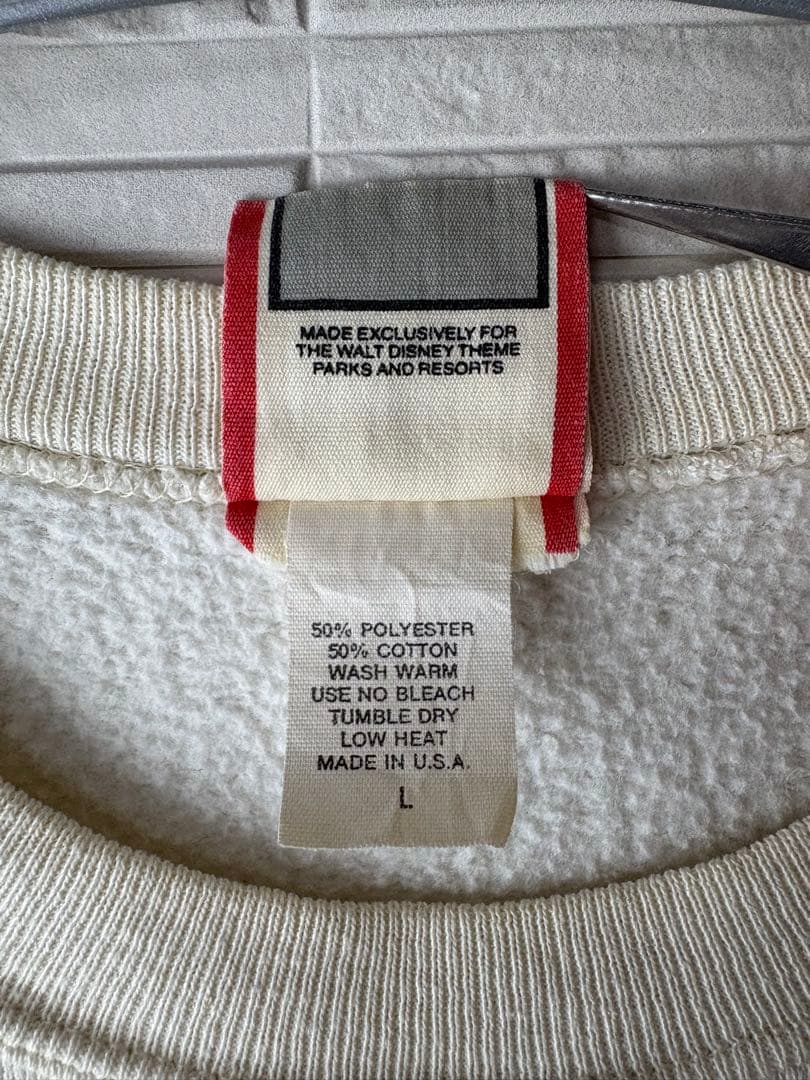 MADE EXCLUSIVELY FOR
THE WALT DISNEY THEME
PARKS AND RESORTS
50% POLYESTER
50% COTTON
WASH WARM
USE NO BLEACH
TUMBLE DRY
LOW HEAT
MADE IN U.S.A.
L